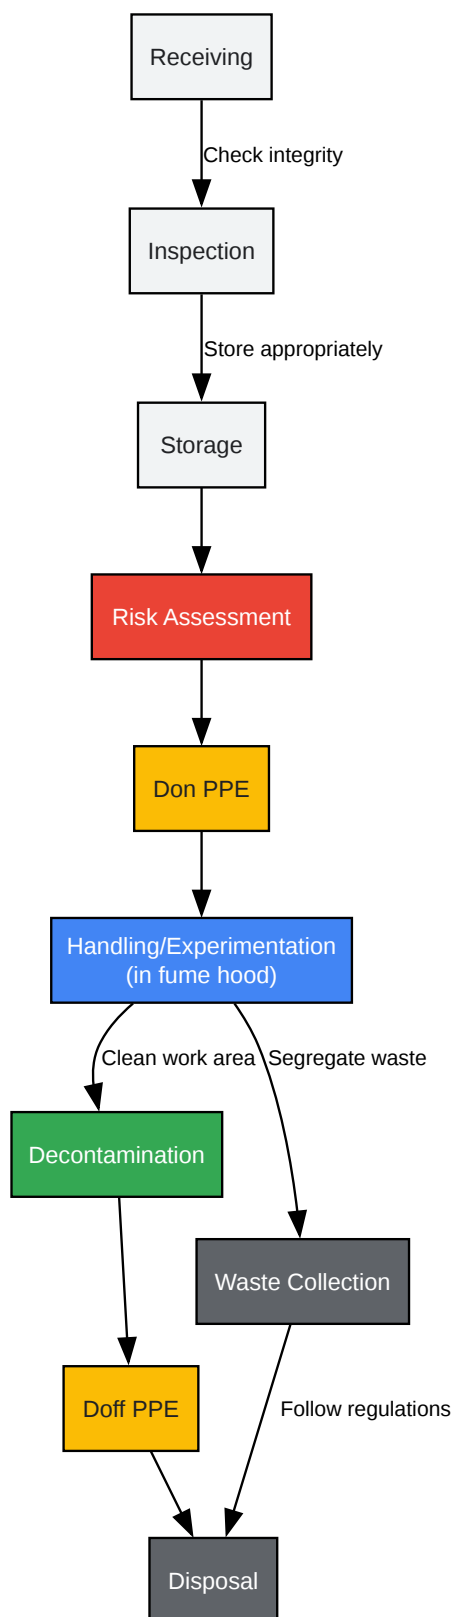 Receiving
Check integrity
Inspection
Store appropriately
Storage
Risk Assessment
Don PPE
Handling/Experimentation
(in fume hood)
Clean work area
Segregate waste
Decontamination
Waste Collection
Doff PPE
Follow regulations
Disposal